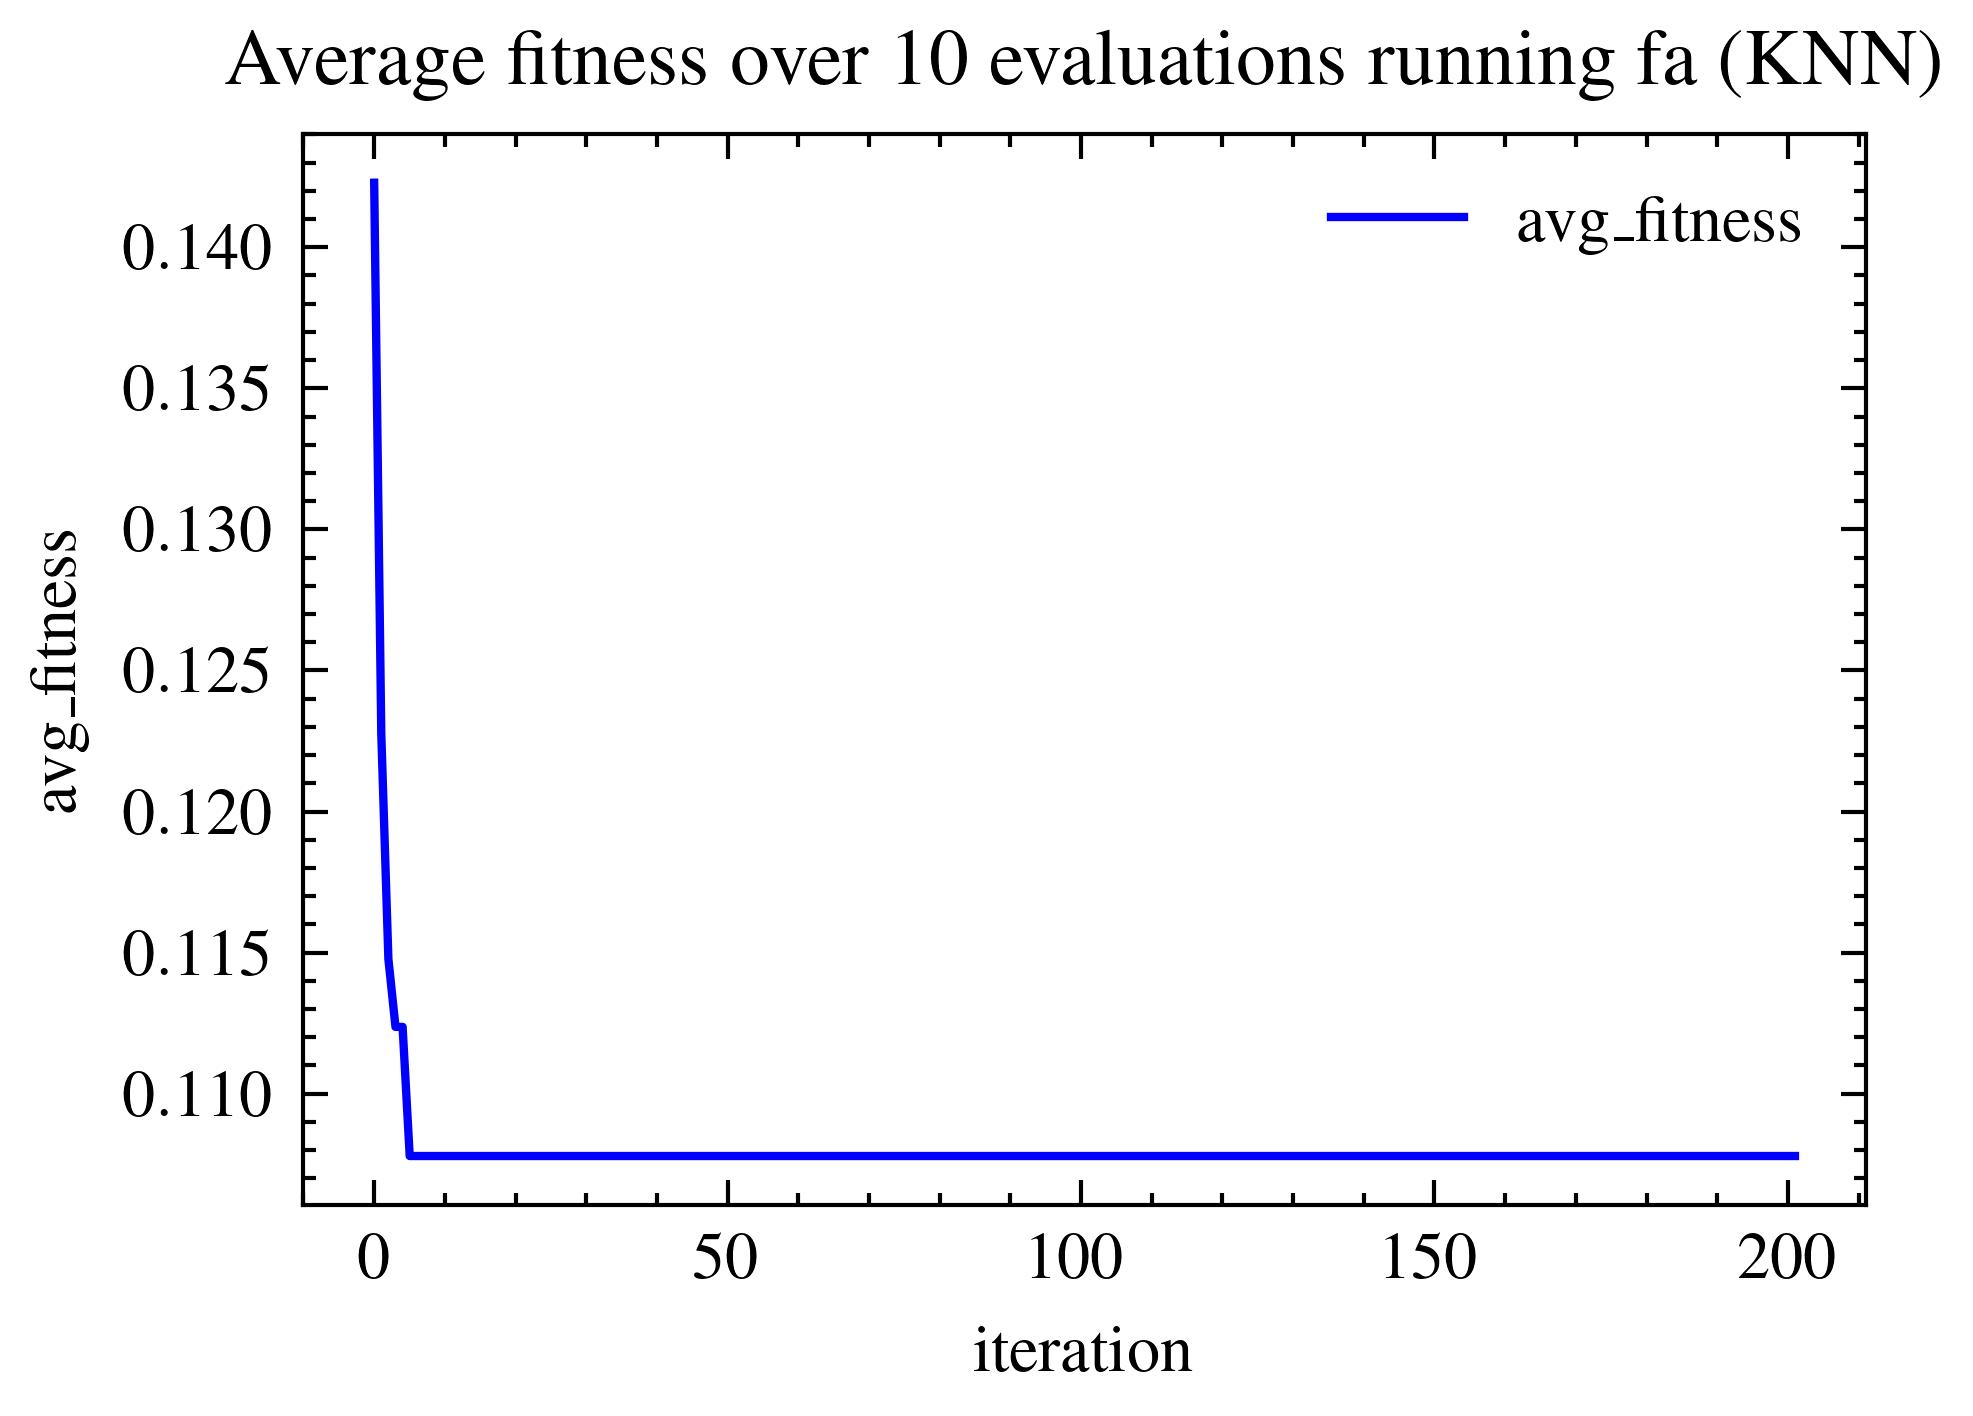 Average fitness over 10 evaluations running fa (KNN)
avg_fitness
0.140
0.135
0.130
0.125
0.120
0.115
0.110
avg_fitness
0 50 100 150 200
iteration